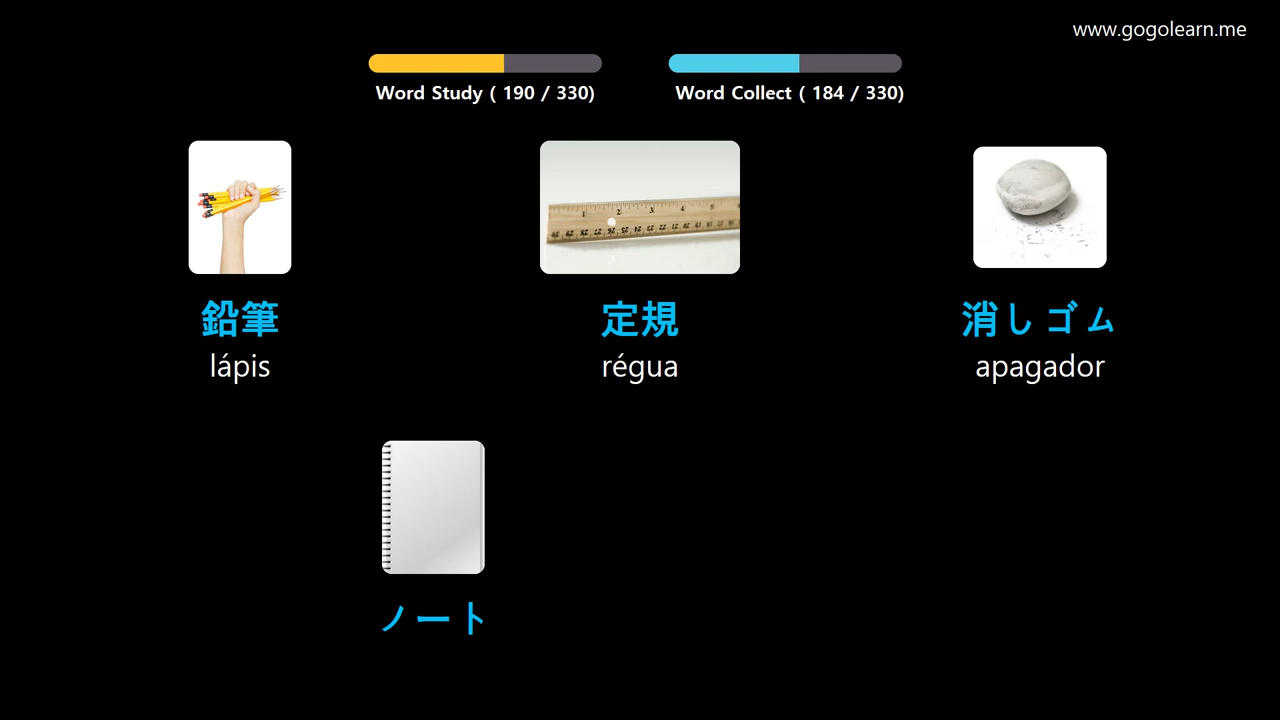 www.gogolearn.me
Word Study ( 190 / 330)
Word Collect ( 184 / 330)
鉛筆
lápis
定規
régua
消しゴム
apagador
ノート